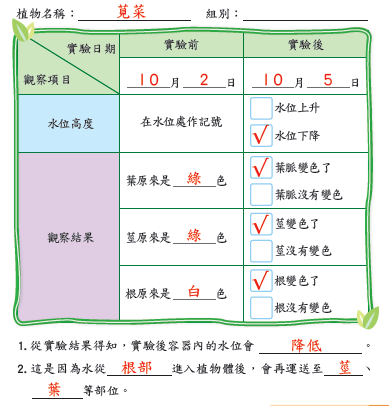 植物名稱：莧菜 組別：
實驗日期 實驗前 實驗後
觀察項目 10月2日 10月5日
水位高度 在水位處作記號 水位上升
√ 水位下降
觀察結果
葉原來是綠色 √ 葉脈變色了
葉脈沒有變色
莖原來是綠色 √ 莖變色了
莖沒有變色
根原來是白色 √ 根變色了
根沒有變色
1. 從實驗結果得知，實驗後容器內的水位會降低。
2. 這是因為水從根部進入植物體後，會再運送至莖、
葉等部位。